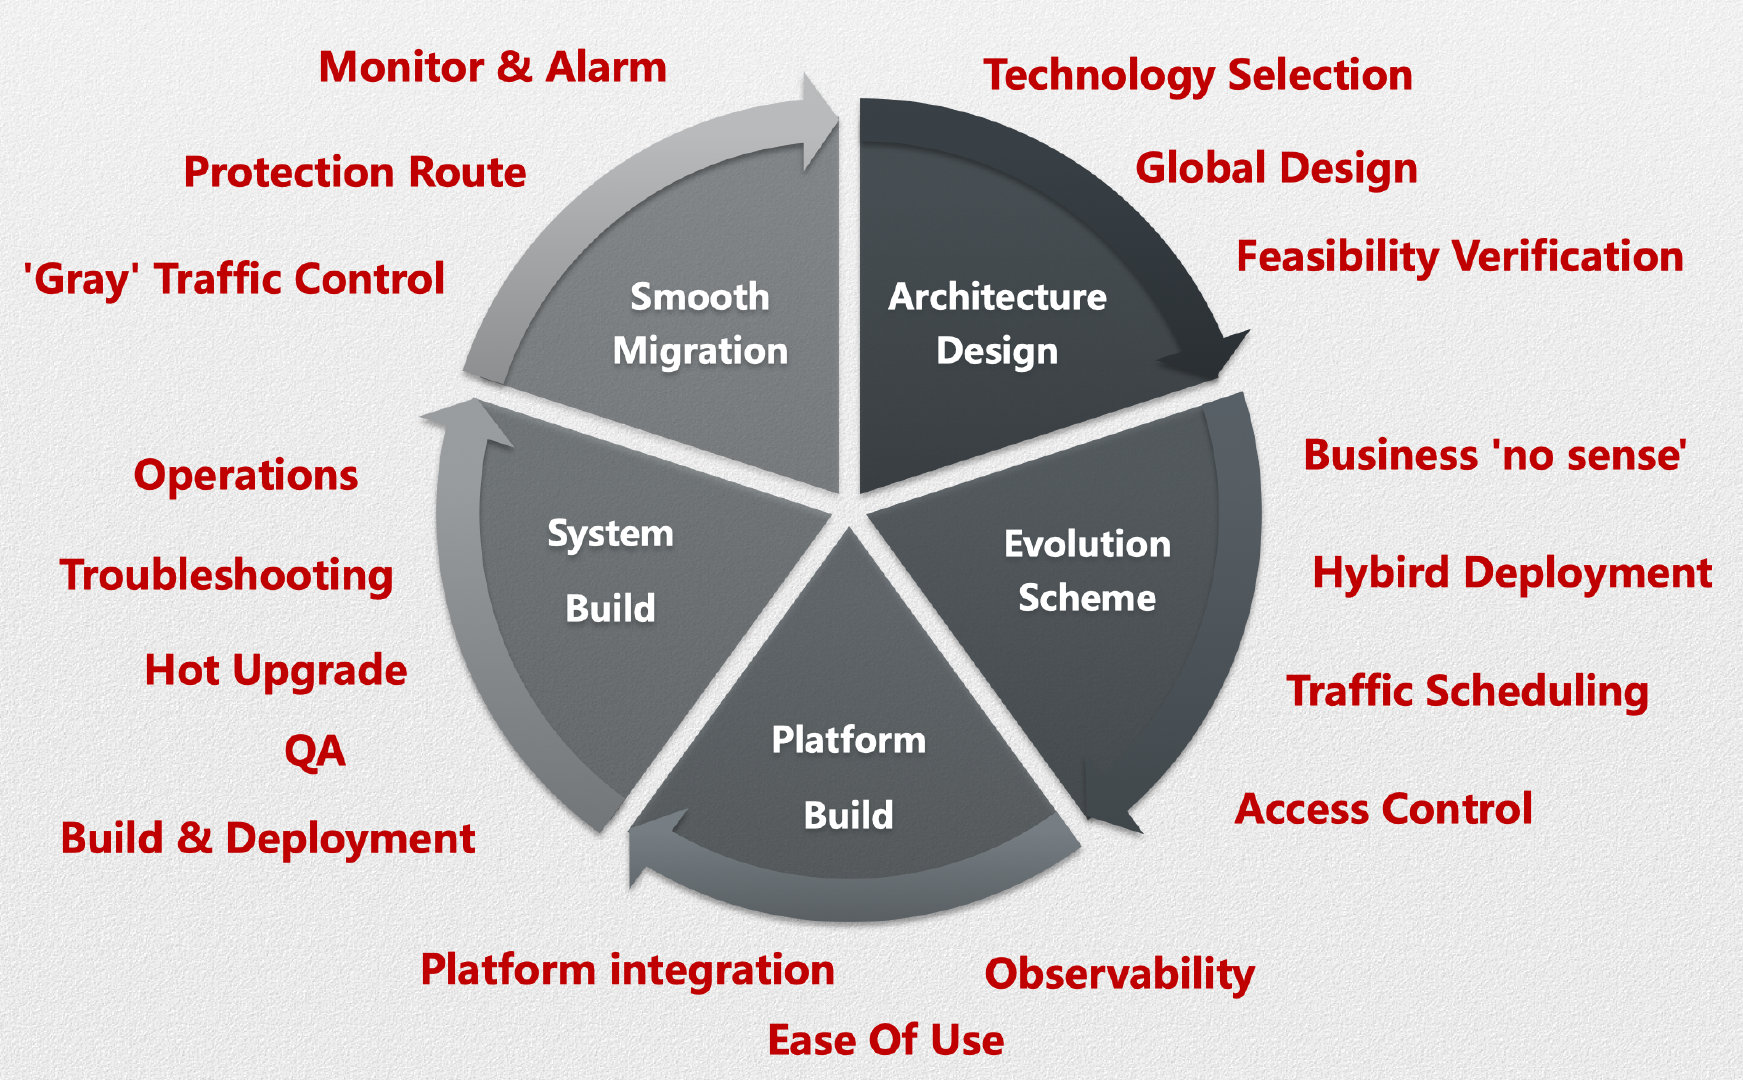 Monitor & Alarm
Technology Selection
Protection Route
Global Design
'Gray' Traffic Control
Feasibility Verification
Smooth
Migration
Architecture
Design
Operations
Troubleshooting
Hot Upgrade
QA
Build & Deployment
System
Build
Evolution
Scheme
Business 'no sense'
Hybird Deployment
Traffic Scheduling
Access Control
Platform
Build
Platform integration
Observability
Ease Of Use